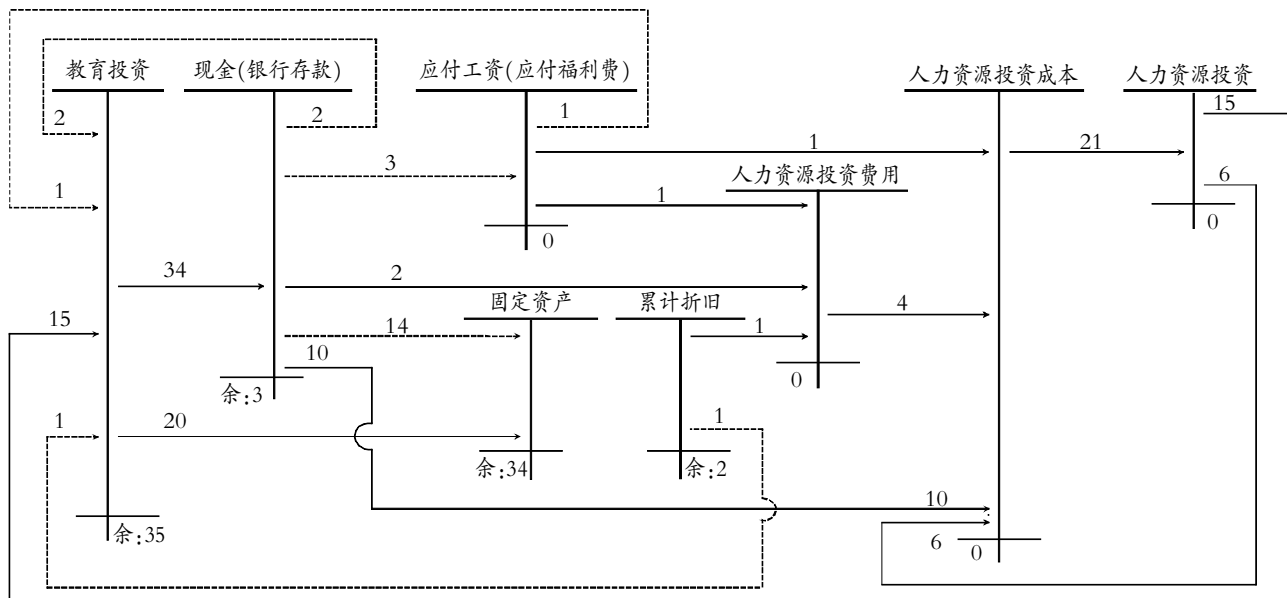 教育投资 现金(银行存款) 应付工资(应付福利费) 人力资源投资成本 人力资源投资
2 2 1 15
1 21
3 人力资源投资费用 6
1 1
0 0
34 2
固定资产 累计折旧
15 14 1 4
10
余:3 0
1 20 1
余:34 余:2
10
余:35
6 0